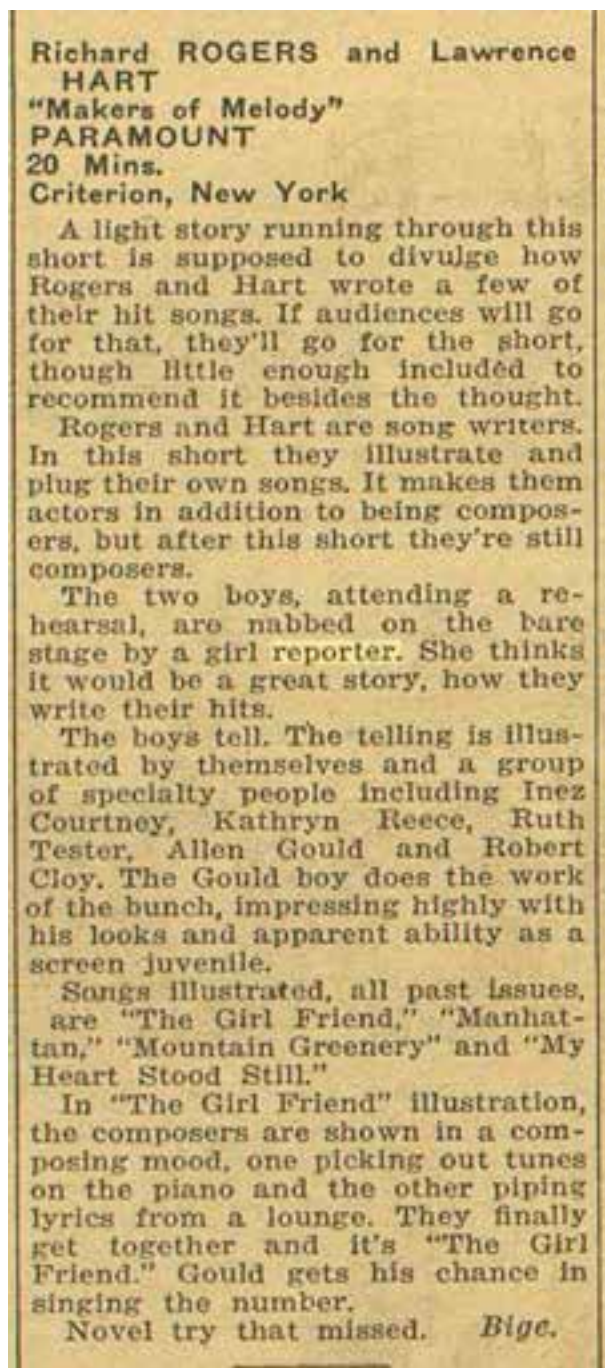 Richard ROGERS and Lawrence
HART
"Makers of Melody"
PARAMOUNT
20 Mins.
Criterion, New York
A light story running through this
short is supposed to divulge how
Rogers and Hart wrote a few of
their hit songs. If audiences will go
for that, they'll go for the short,
though little enough included to
recommend it besides the thought.
Rogers and Hart are song writers.
In this short they illustrate and
plug their own songs. It makes them
actors in addition to being compos-
ers, but after this short they're still
composers.
The two boys, attending a re-
hearsal, are nabbed on the bare
stage by a girl reporter. She thinks
it would be a great story, how they
write their hits.
The boys tell. The telling is illus-
trated by themselves and a group
of specialty people including Inez
Courtney, Kathryn Reece, Ruth
Tester, Allen Gould and Robert
Cloy. The Gould boy does the work
of the bunch, impressing highly with
his looks and apparent ability as a
screen juvenile.
Songs illustrated, all past issues,
are "The Girl Friend," "Manhat-
tan," "Mountain Greenery" and "My
Heart Stood Still."
In "The Girl Friend" illustration,
the composers are shown in a com-
posing mood, one picking out tunes
on the piano and the other piping
lyrics from a lounge. They finally
get together and it's "The Girl
Friend." Gould gets his chance in
singing the number.
Novel try that missed. Bige.